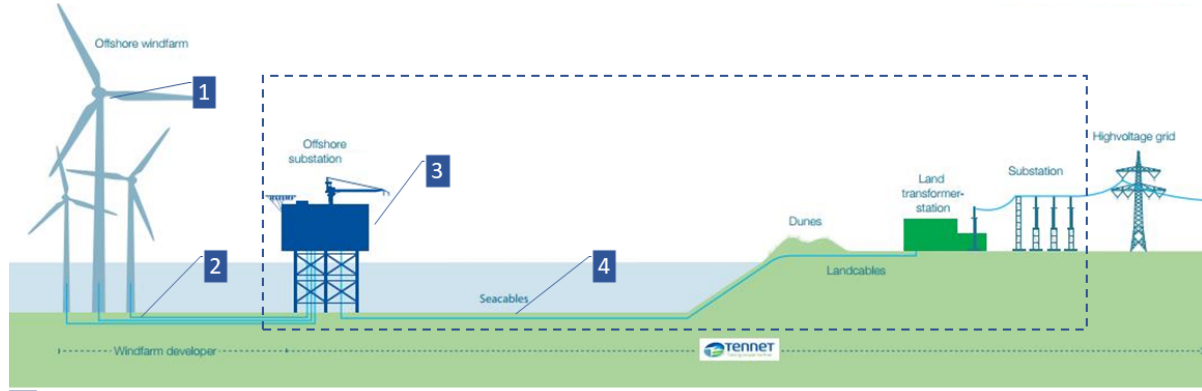 Offshore windfarm
1
Offshore
substation
3
Highvoltage grid
Land
transformer-
station
Substation
Dunes
2
4
Landcables
Seacables
Windfarm developer
TENNET